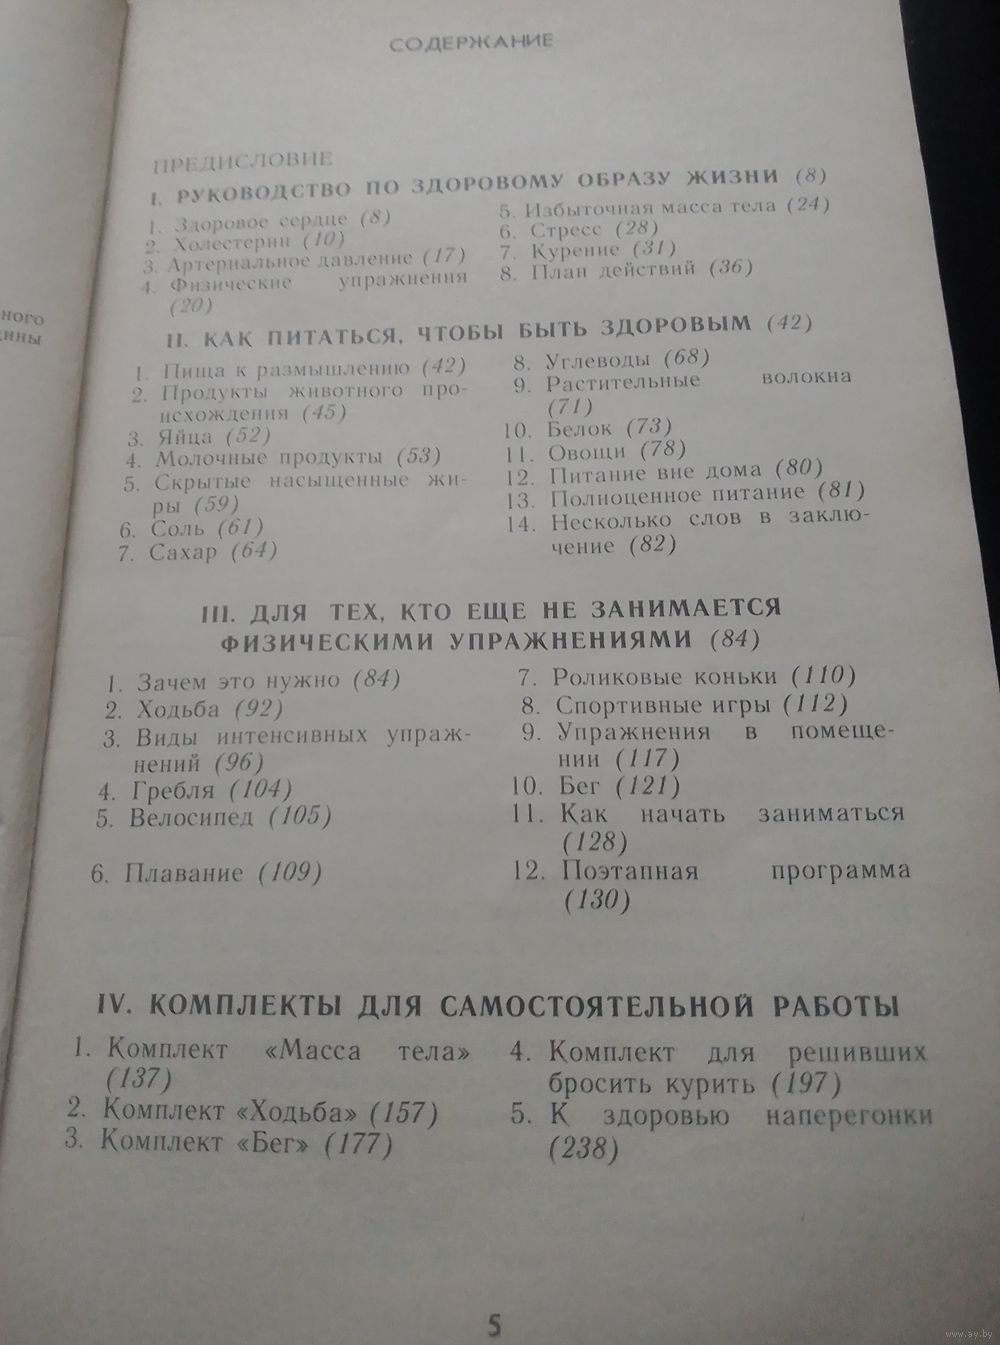 СОДЕРЖАНИЕ
ПРЕДИСЛОВИЕ
I. РУКОВОДСТВО ПО ЗДОРОВОМУ ОБРАЗУ ЖИЗНИ (8)
1. Здоровое сердце (8)
2. Холестерин (10)
3. Артериальное давление (17)
4. Физические упражнения
(20)
5. Избыточная масса тела (24)
6. Стресс (28)
7. Курение (31)
8. План действий (36)
II. КАК ПИТАТЬСЯ, ЧТОБЫ БЫТЬ ЗДОРОВЫМ (42)
1. Пища к размышлению (42)
2. Продукты животного про-
исхождения (45)
3. Яйца (52)
4. Молочные продукты (53)
5. Скрытые насыщенные жи-
ры (59)
6. Соль (61)
7. Сахар (64)
8. Углеводы (68)
9. Растительные волокна
(71)
10. Белок (73)
11. Овощи (78)
12. Питание вне дома (80)
13. Полноценное питание (81)
14. Несколько слов в заклю-
чение (82)
III. ДЛЯ ТЕХ, КТО ЕЩЕ НЕ ЗАНИМАЕТСЯ
ФИЗИЧЕСКИМИ УПРАЖНЕНИЯМИ (84)
1. Зачем это нужно (84)
2. Ходьба (92)
3. Виды интенсивных упраж-
нений (96)
4. Гребля (104)
5. Велосипед (105)
6. Плавание (109)
7. Роликовые коньки (110)
8. Спортивные игры (112)
9. Упражнения в помеще-
нии (117)
10. Бег (121)
11. Как начать заниматься
(128)
12. Поэтапная программа
(130)
IV. КОМПЛЕКТЫ ДЛЯ САМОСТОЯТЕЛЬНОЙ РАБОТЫ
1. Комплект «Масса тела»
(137)
2. Комплект «Ходьба» (157)
3. Комплект «Бег» (177)
4. Комплект для решивших
бросить курить (197)
5. К здоровью наперегонки
(238)
5
www.ay.by